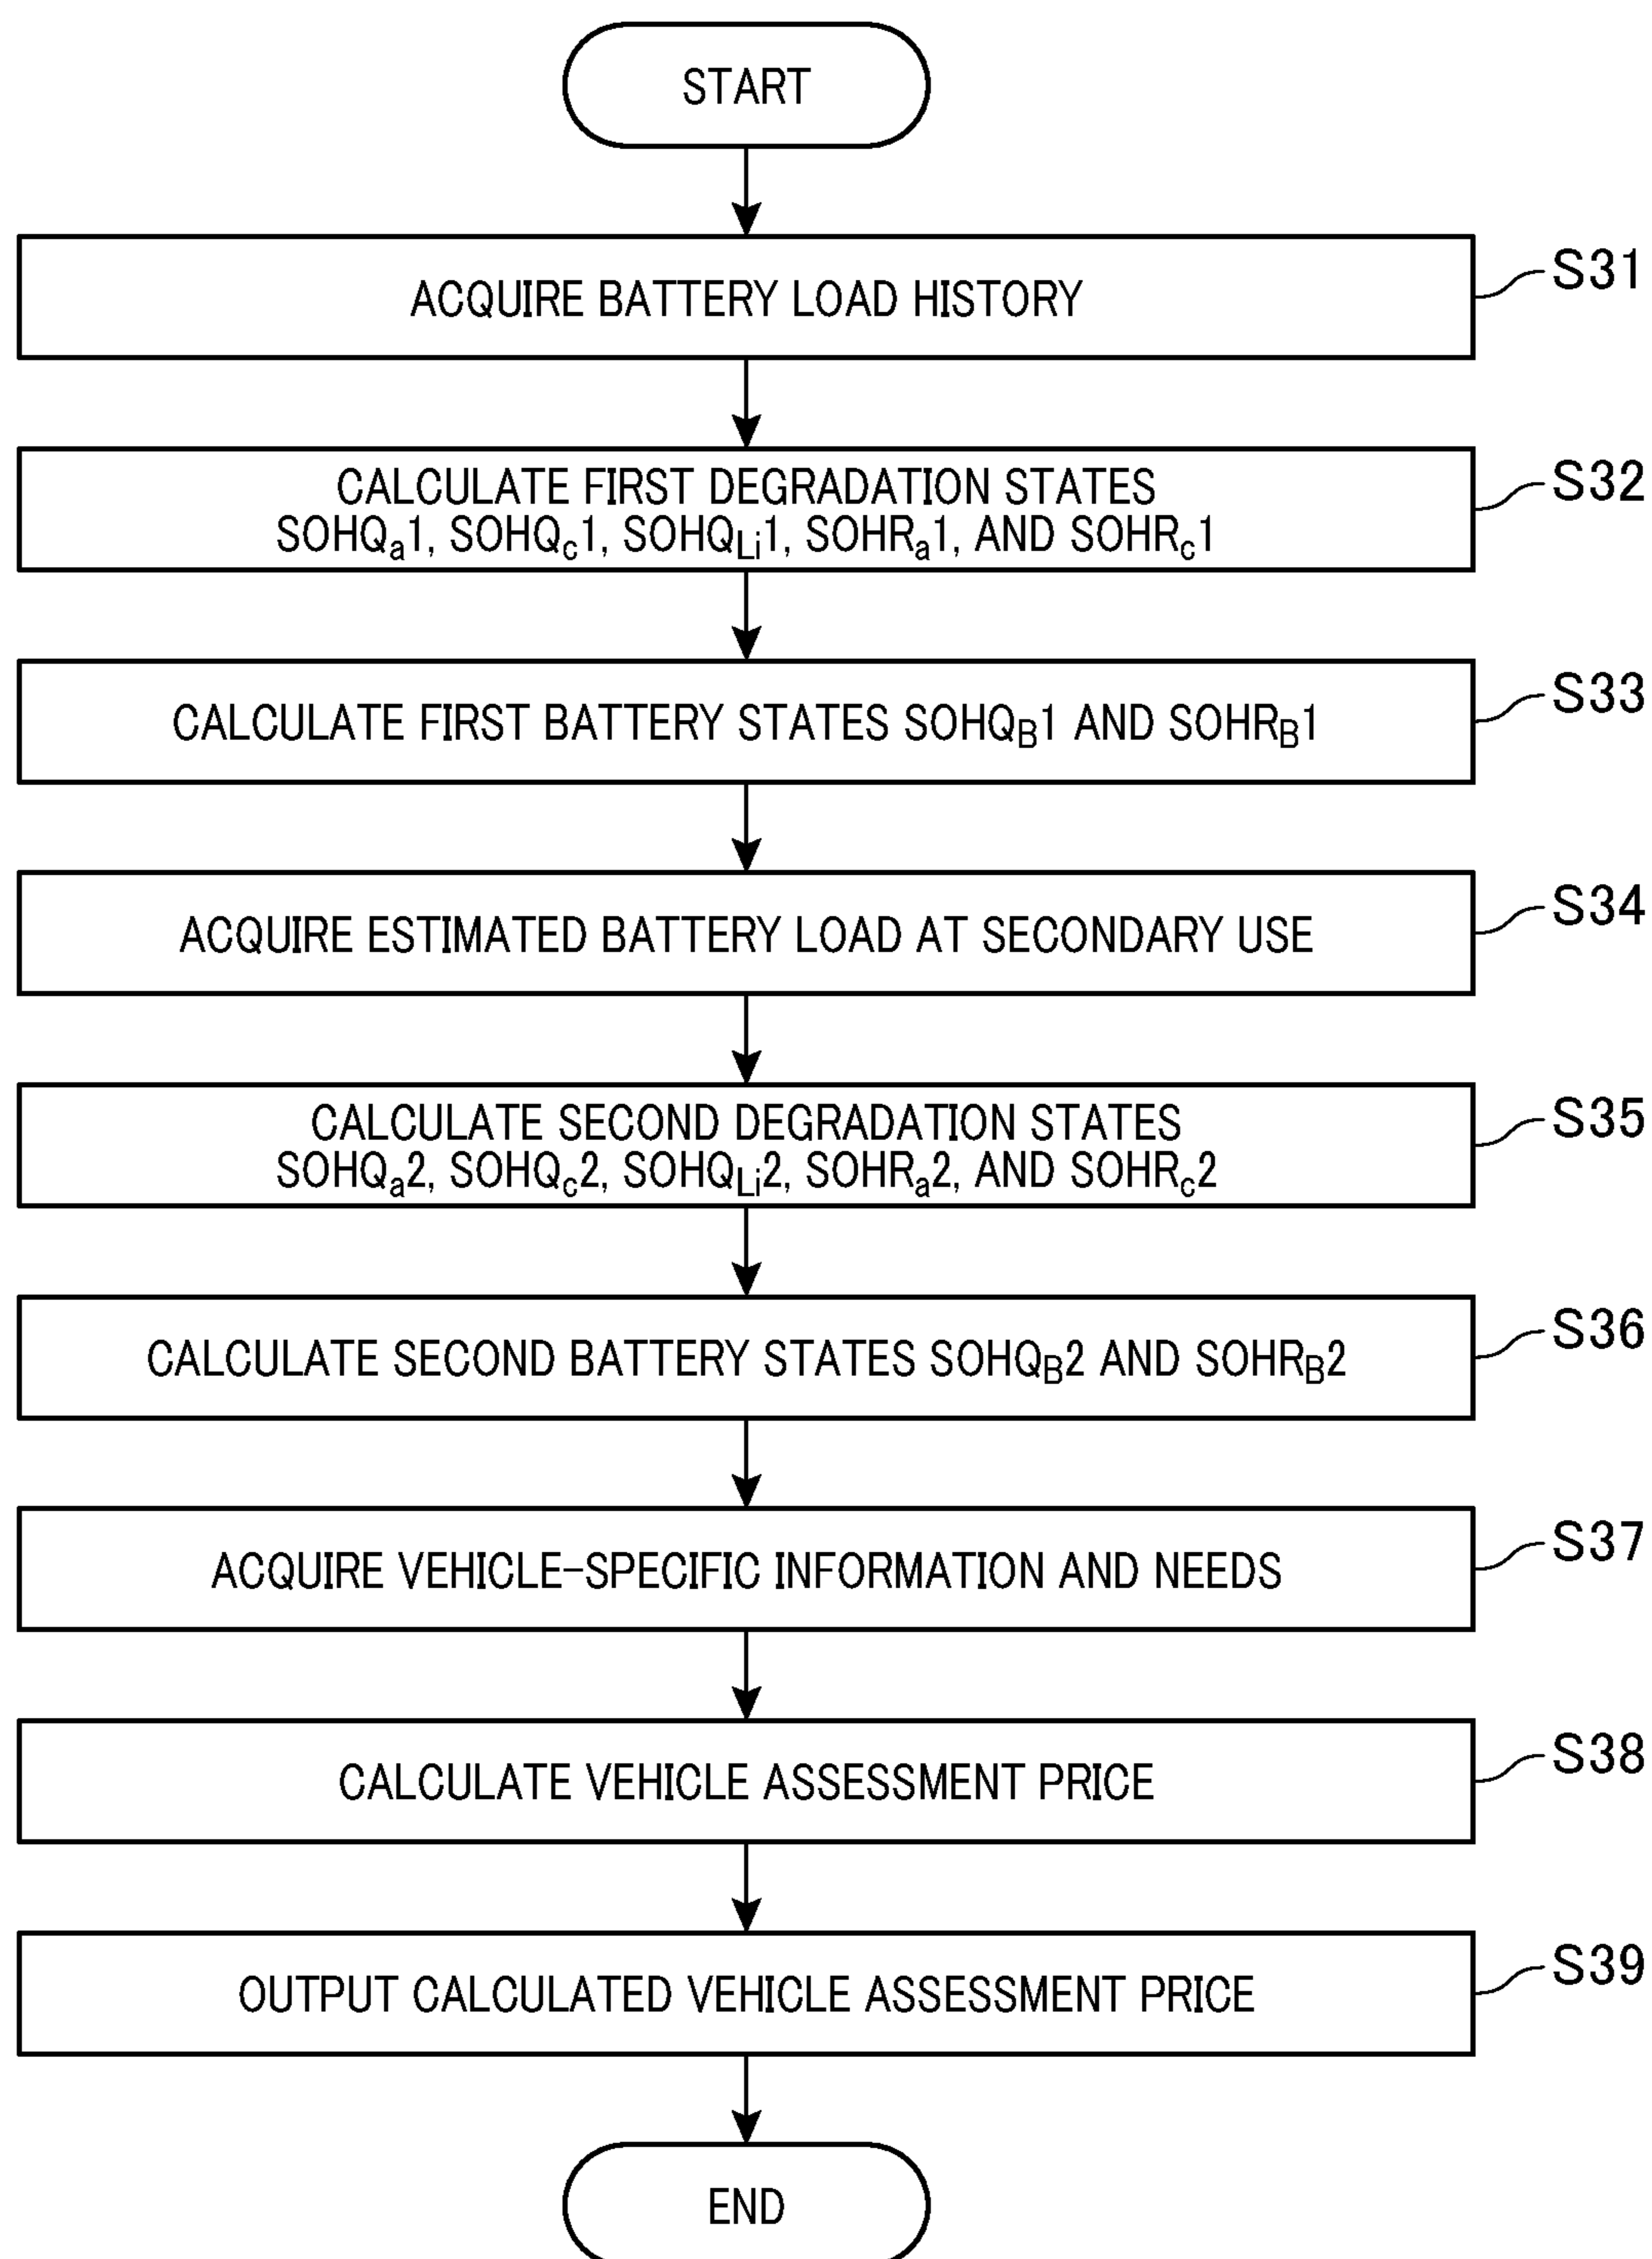 START
ACQUIRE BATTERY LOAD HISTORY
S31
CALCULATE FIRST DEGRADATION STATES
SOHQa1, SOHQc1, SOHQLi1, SOHRa1, AND SOHRc1
S32
CALCULATE FIRST BATTERY STATES SOHQB1 AND SOHRB1
S33
ACQUIRE ESTIMATED BATTERY LOAD AT SECONDARY USE
S34
CALCULATE SECOND DEGRADATION STATES
SOHQa2, SOHQc2, SOHQLi2, SOHRa2, AND SOHRc2
S35
CALCULATE SECOND BATTERY STATES SOHQB2 AND SOHRB2
S36
ACQUIRE VEHICLE-SPECIFIC INFORMATION AND NEEDS
S37
CALCULATE VEHICLE ASSESSMENT PRICE
S38
OUTPUT CALCULATED VEHICLE ASSESSMENT PRICE
S39
END